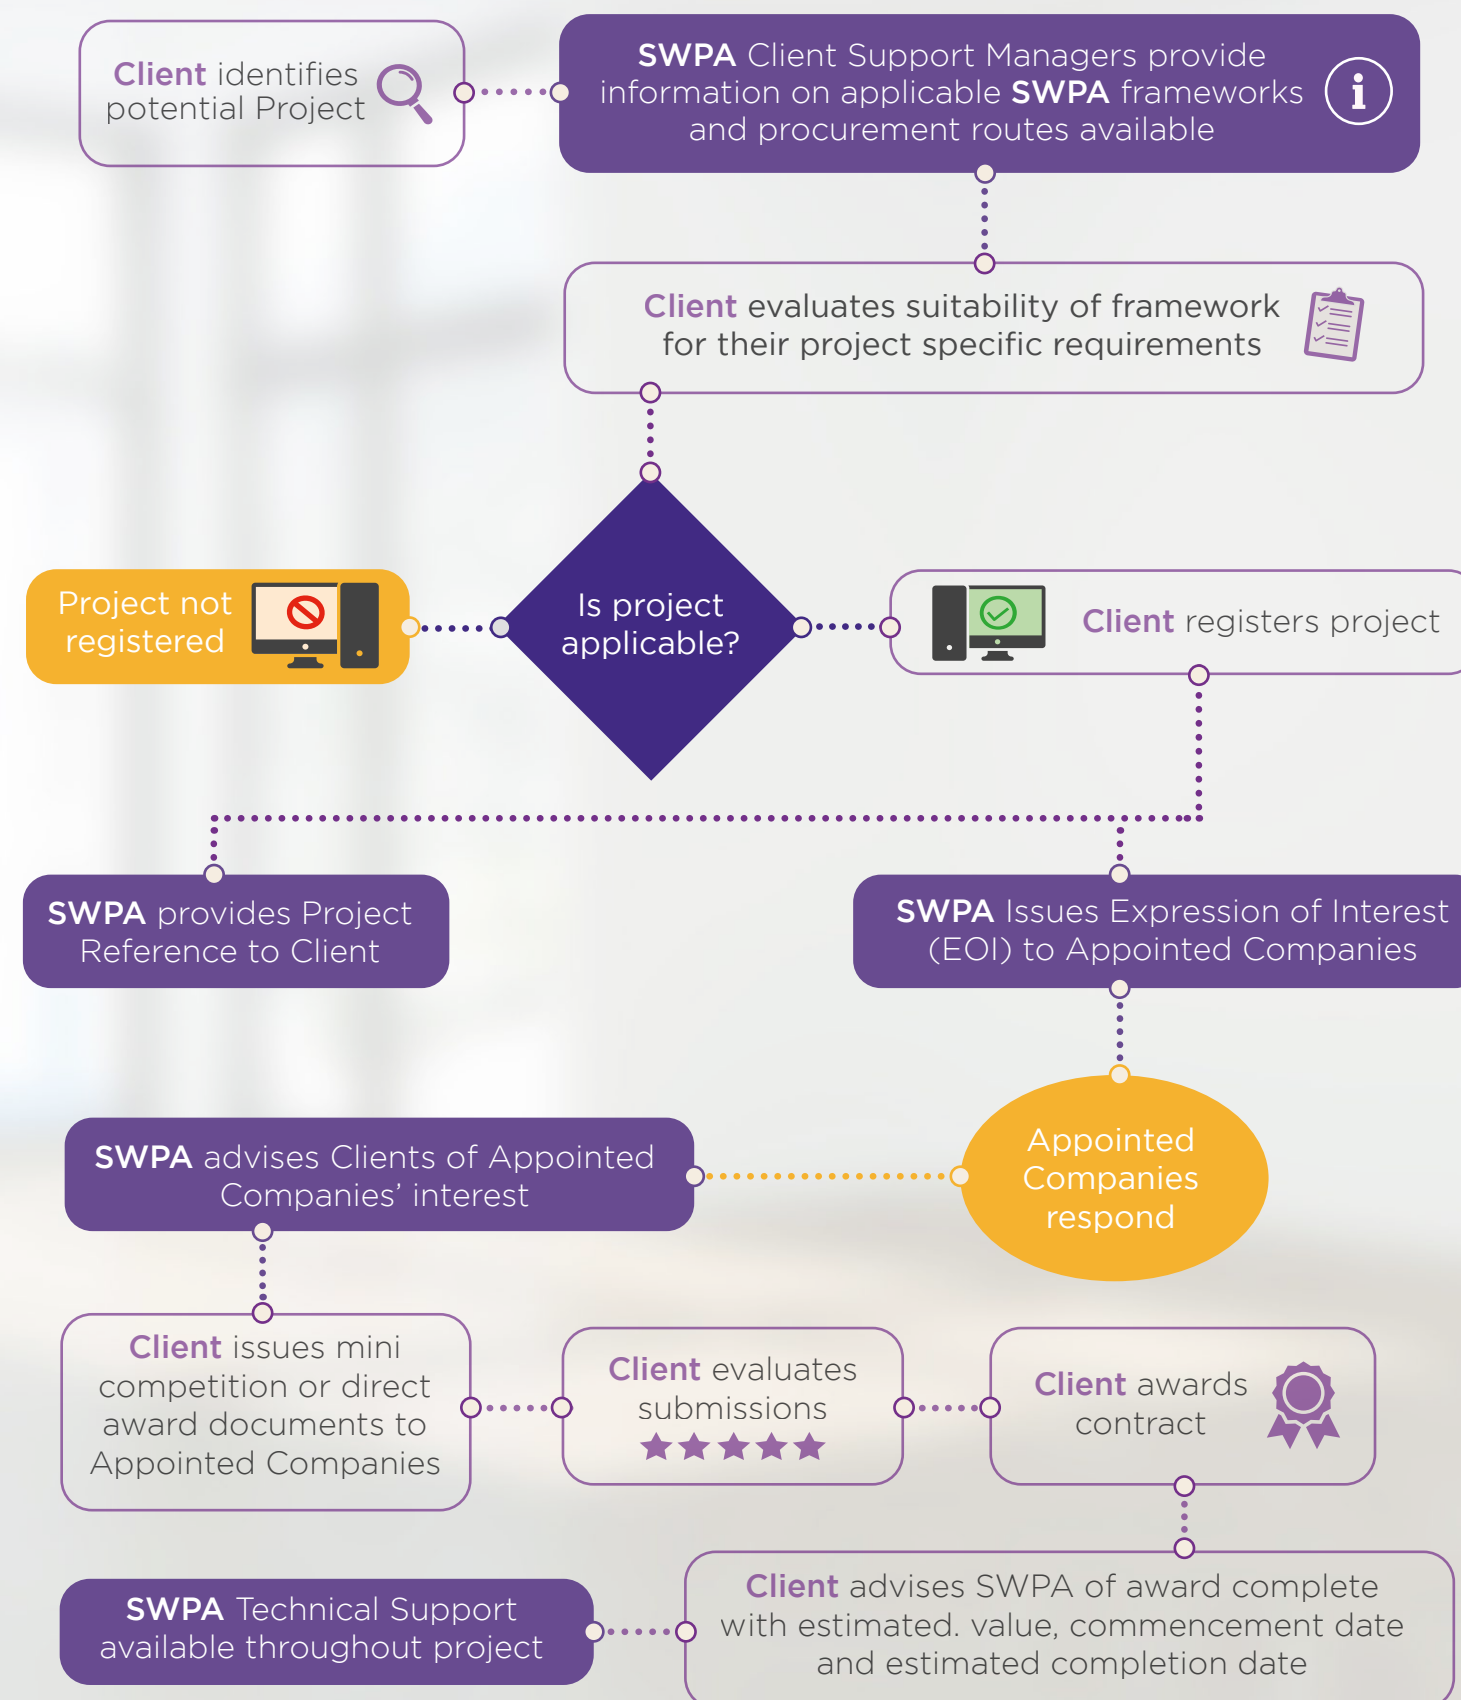 Client identifies
potential Project
SWPA Client Support Managers provide
information on applicable SWPA frameworks
and procurement routes available
i
Client evaluates suitability of framework
for their project specific requirements
Is project
applicable?
Project not
registered
Client registers project
SWPA provides Project
Reference to Client
SWPA Issues Expression of Interest
(EOI) to Appointed Companies
Appointed
Companies
respond
SWPA advises Clients of Appointed
Companies’ interest
Client issues mini
competition or direct
award documents to
Appointed Companies
Client evaluates
submissions
Client awards
contract
Client advises SWPA of award complete
with estimated. value, commencement date
and estimated completion date
SWPA Technical Support
available throughout project